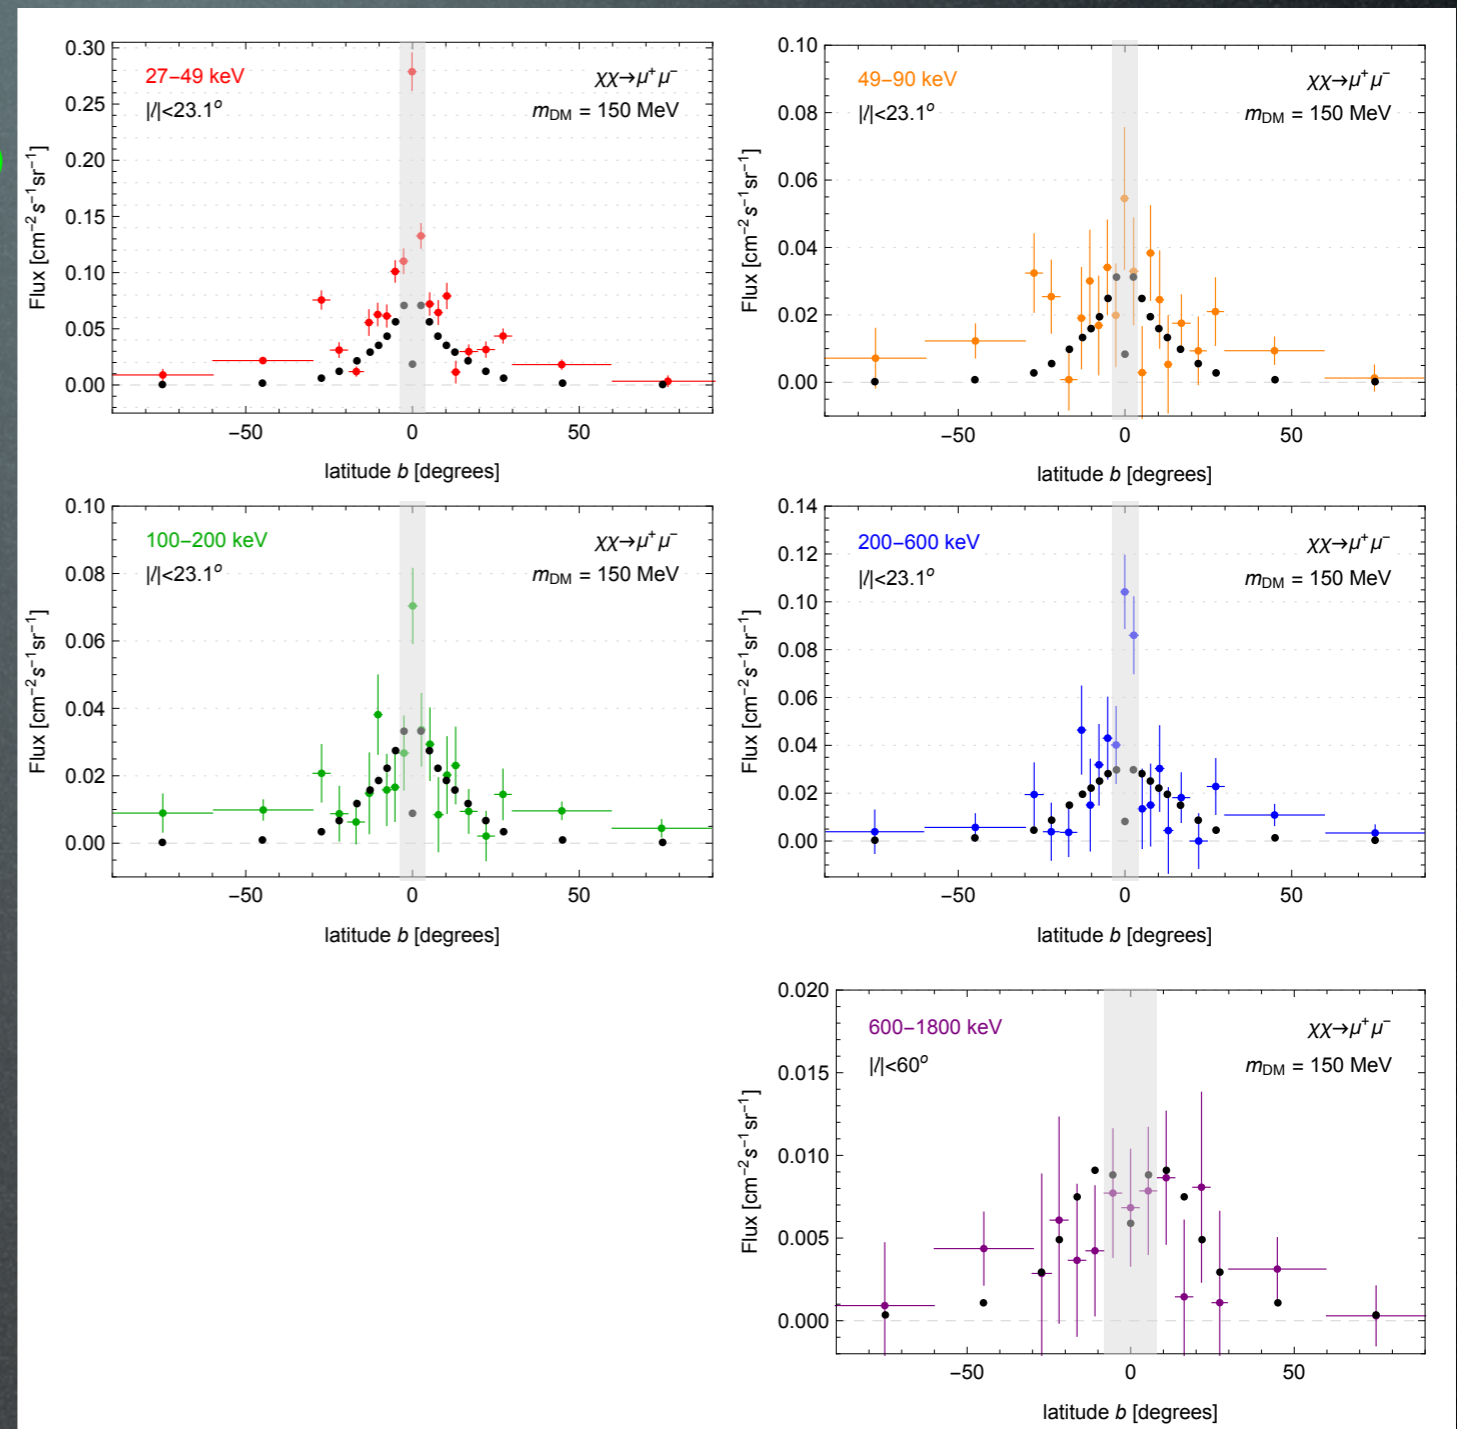 27–49 keV
χχ→μ⁺μ⁻
|l|<23.1°
m_DM = 150 MeV
0.30
0.25
0.20
0.15
0.10
0.05
0.00
Flux [cm⁻²s⁻¹sr⁻¹]
−50
0
50
latitude b [degrees]
49–90 keV
χχ→μ⁺μ⁻
|l|<23.1°
m_DM = 150 MeV
0.10
0.08
0.06
0.04
0.02
0.00
Flux [cm⁻²s⁻¹sr⁻¹]
−50
0
50
latitude b [degrees]
100–200 keV
χχ→μ⁺μ⁻
|l|<23.1°
m_DM = 150 MeV
0.10
0.08
0.06
0.04
0.02
0.00
Flux [cm⁻²s⁻¹sr⁻¹]
−50
0
50
latitude b [degrees]
200–600 keV
χχ→μ⁺μ⁻
|l|<23.1°
m_DM = 150 MeV
0.14
0.12
0.10
0.08
0.06
0.04
0.02
0.00
Flux [cm⁻²s⁻¹sr⁻¹]
−50
0
50
latitude b [degrees]
600–1800 keV
χχ→μ⁺μ⁻
|l|<60°
m_DM = 150 MeV
0.020
0.015
0.010
0.005
0.000
Flux [cm⁻²s⁻¹sr⁻¹]
−50
0
50
latitude b [degrees]